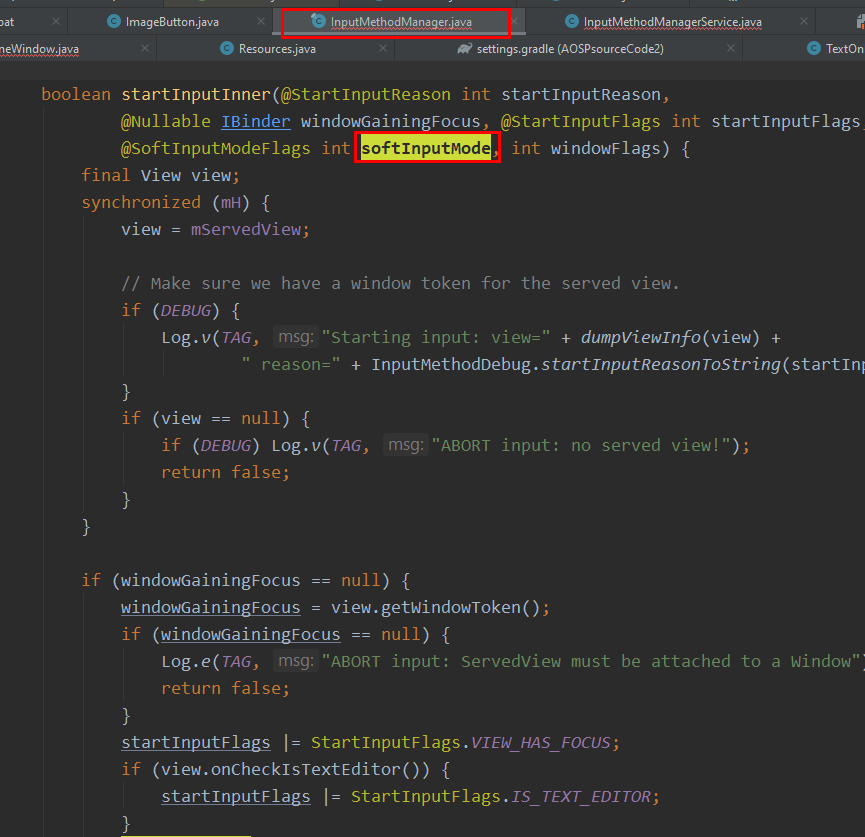 oat ImageButton.java InputMethodManager.java InputMethodManagerService.java
neWindow.java Resources.java settings.gradle (AOSPsourceCode2) TextOn
boolean startInputInner(@StartInputReason int startInputReason,
@Nullable IBinder windowGainingFocus, @StartInputFlags int startInputFlags,
@SoftInputModeFlags int softInputMode, int windowFlags) {
final View view;
synchronized (mH) {
view = mServedView;
// Make sure we have a window token for the served view.
if (DEBUG) {
Log.v(TAG, msg: "Starting input: view=" + dumpViewInfo(view) +
" reason=" + InputMethodDebug.startInputReasonToString(startInp
}
if (view == null) {
if (DEBUG) Log.v(TAG, msg: "ABORT input: no served view!");
return false;
}
}
if (windowGainingFocus == null) {
windowGainingFocus = view.getWindowToken();
if (windowGainingFocus == null) {
Log.e(TAG, msg: "ABORT input: ServedView must be attached to a Window")
return false;
}
startInputFlags |= StartInputFlags.VIEW_HAS_FOCUS;
if (view.onCheckIsTextEditor()) {
startInputFlags |= StartInputFlags.IS_TEXT_EDITOR;
}